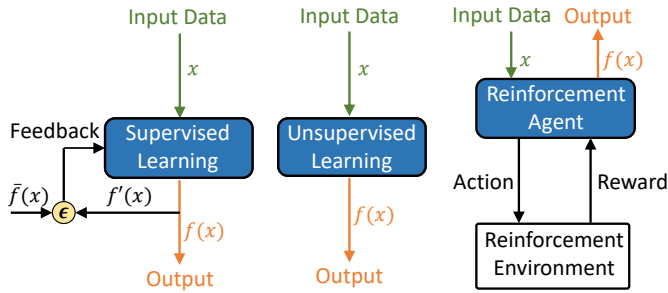 Input Data
x
Supervised
Learning
Feedback
f̄(x)
ϵ
f′(x)
f(x)
Output
Input Data
x
Unsupervised
Learning
f(x)
Output
Input Data
Output
x
f(x)
Reinforcement
Agent
Action
Reward
Reinforcement
Environment